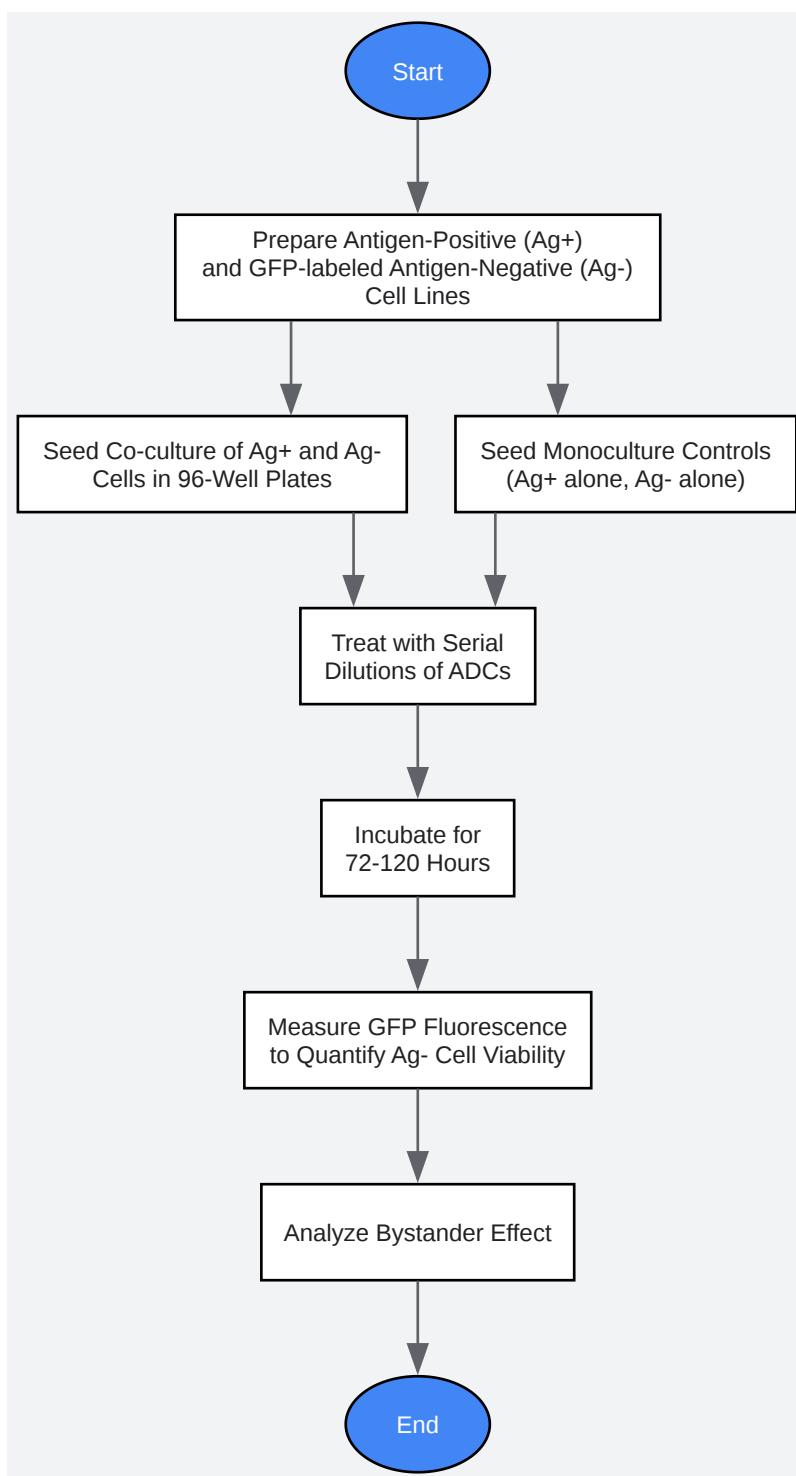 Start
Prepare Antigen-Positive (Ag+)
and GFP-labeled Antigen-Negative (Ag-)
Cell Lines
Seed Co-culture of Ag+ and Ag-
Cells in 96-Well Plates
Seed Monoculture Controls
(Ag+ alone, Ag- alone)
Treat with Serial
Dilutions of ADCs
Incubate for
72-120 Hours
Measure GFP Fluorescence
to Quantify Ag- Cell Viability
Analyze Bystander Effect
End